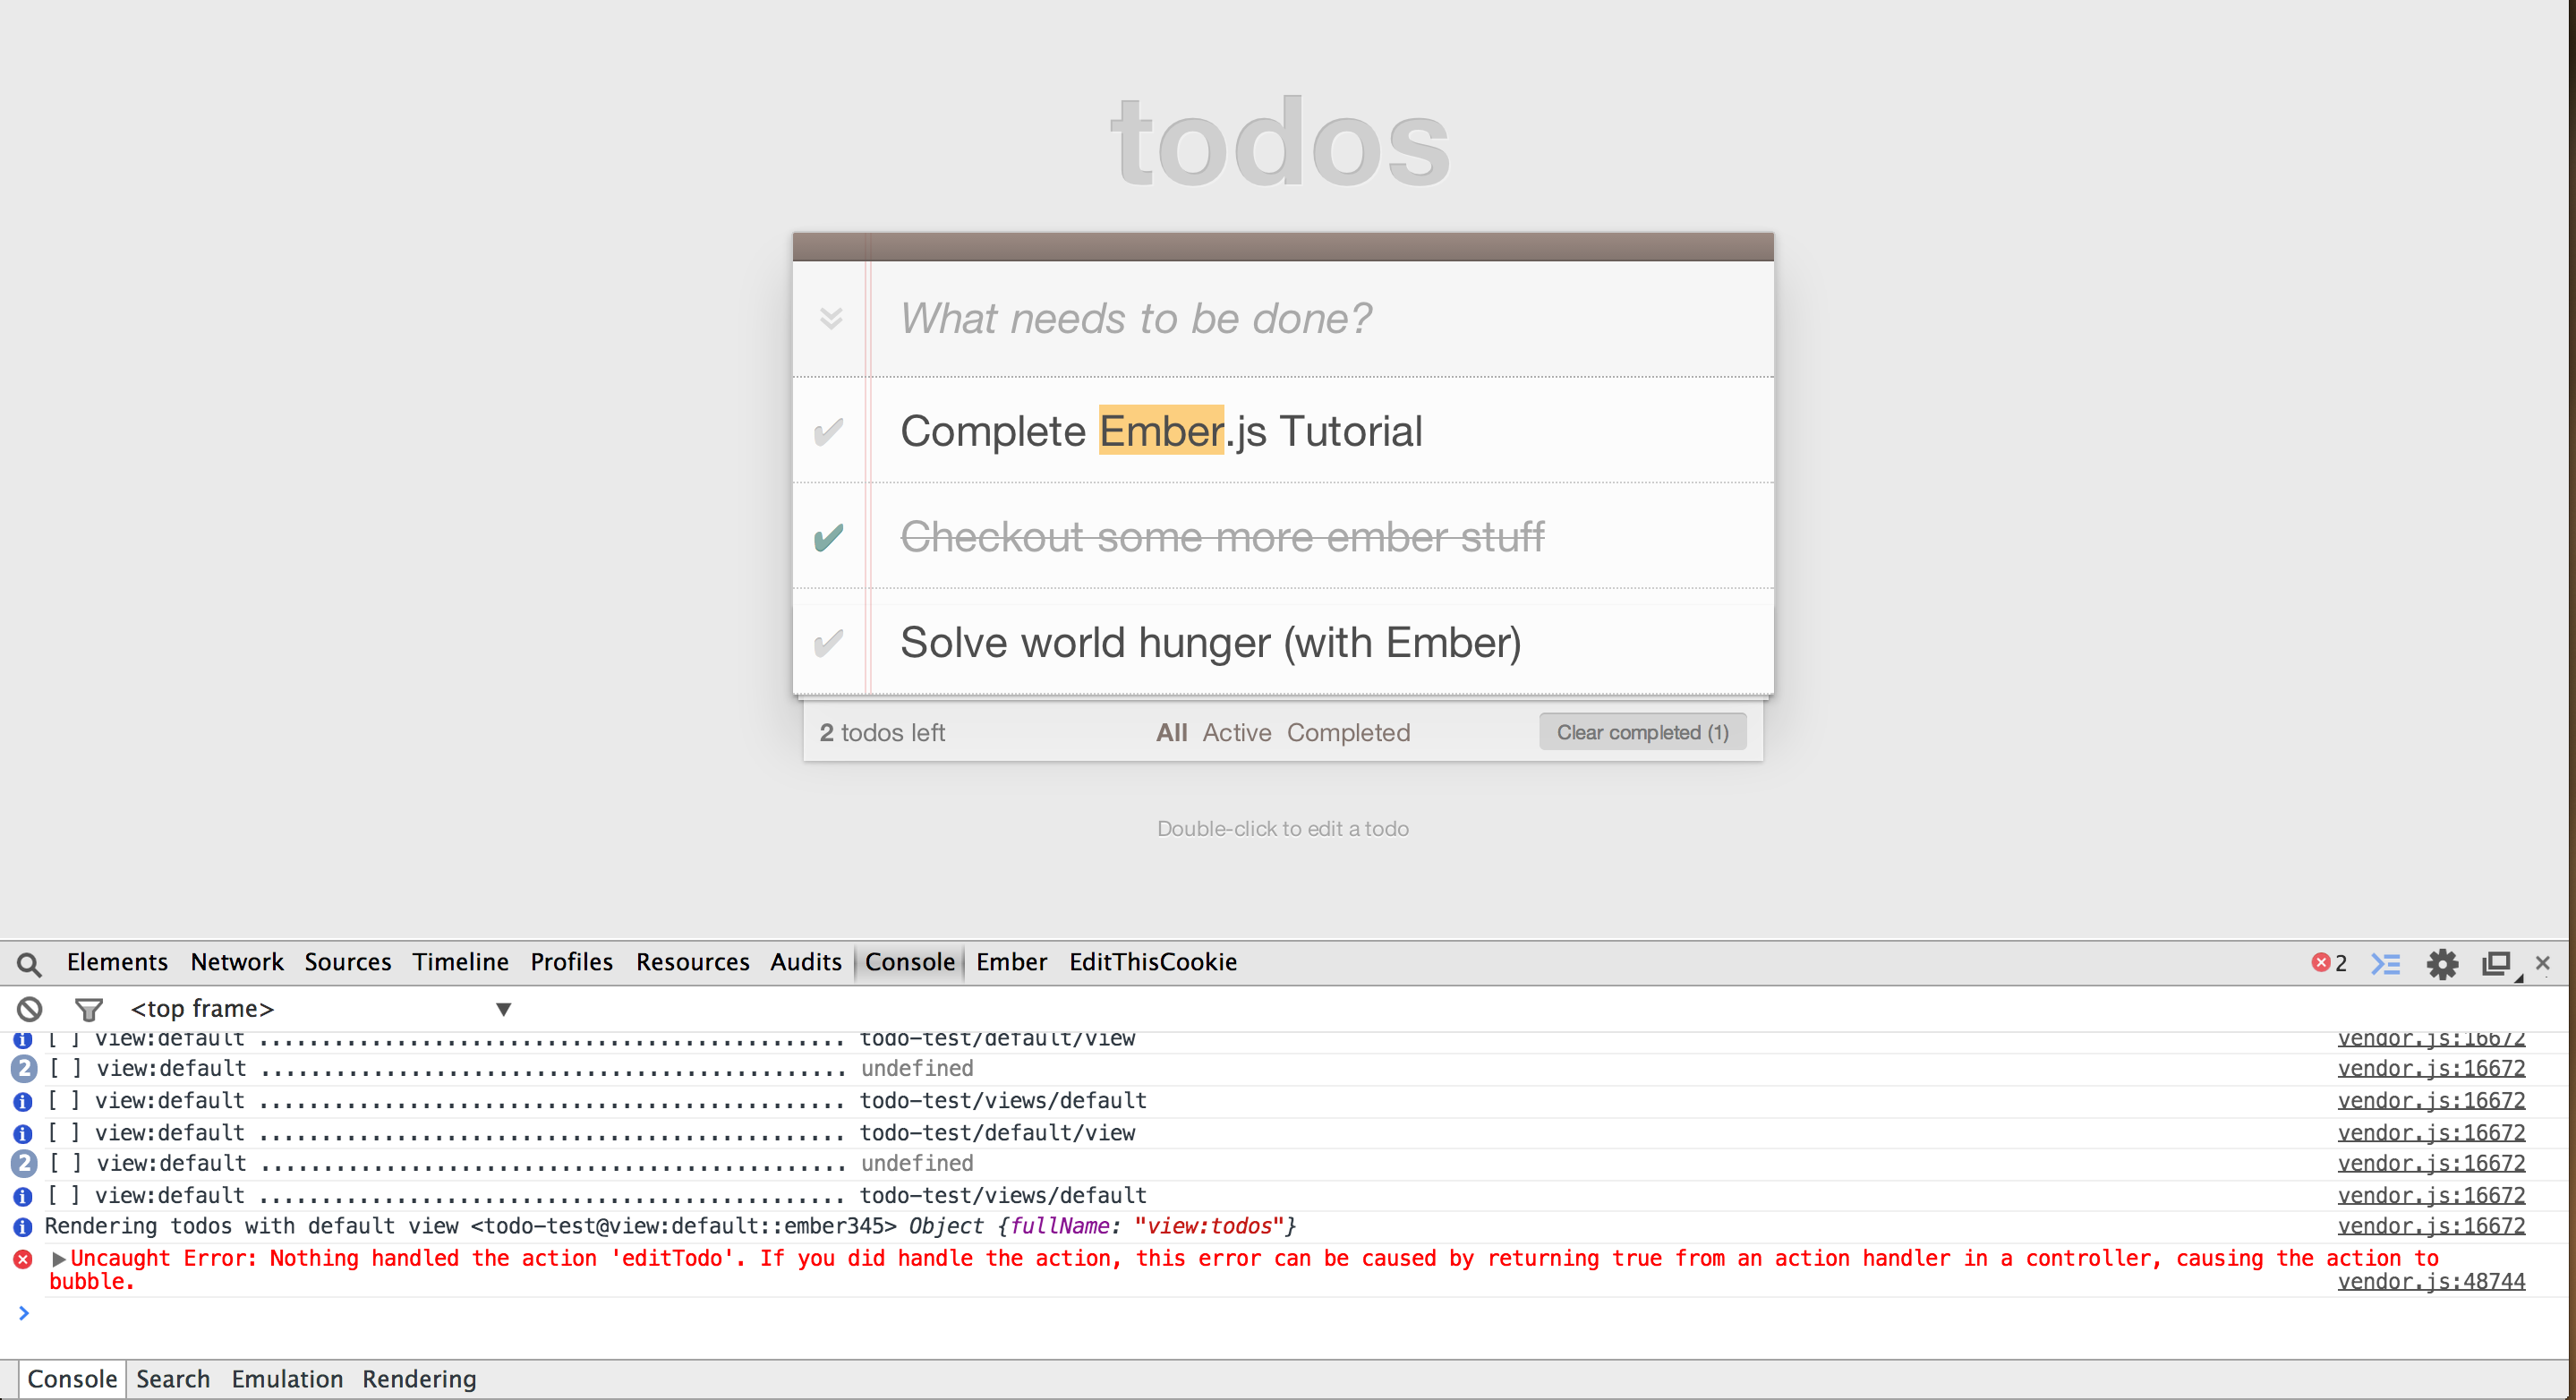 todos
What needs to be done?
Complete Ember.js Tutorial
Checkout some more ember stuff
Solve world hunger (with Ember)
2 todos left All Active Completed Clear completed (1)
Double-click to edit a todo
Elements Network Sources Timeline Profiles Resources Audits Console Ember EditThisCookie 2
<top frame>
[ ] view:default ............................................... todo-test/default/view vendor.js:16672
2 [ ] view:default ............................................... undefined vendor.js:16672
[ ] view:default ............................................... todo-test/views/default vendor.js:16672
[ ] view:default ............................................... todo-test/default/view vendor.js:16672
2 [ ] view:default ............................................... undefined vendor.js:16672
[ ] view:default ............................................... todo-test/views/default vendor.js:16672
Rendering todos with default view <todo-test@view:default::ember345> Object {fullName: "view:todos"} vendor.js:16672
Uncaught Error: Nothing handled the action 'editTodo'. If you did handle the action, this error can be caused by returning true from an action handler in a controller, causing the action to
bubble. vendor.js:48744
Console Search Emulation Rendering